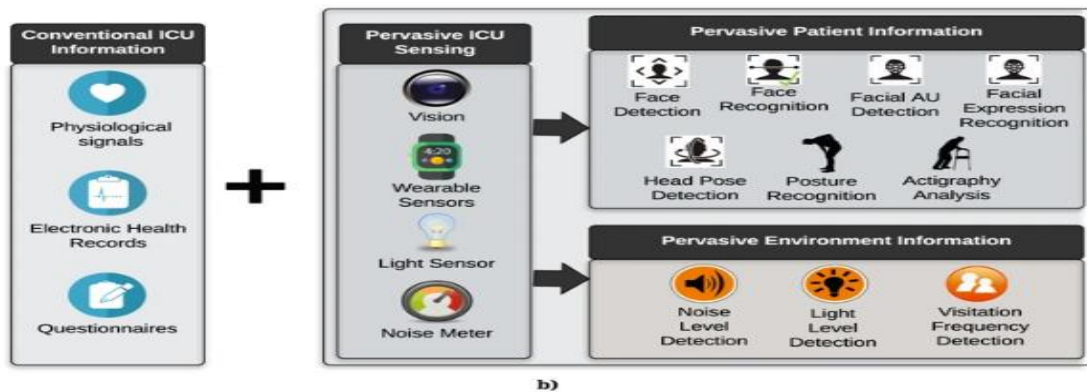 Conventional ICU
Information
Physiological
signals
Electronic Health
Records
Questionnaires
Pervasive ICU
Sensing
Vision
4:20
Wearable
Sensors
Light Sensor
Noise Meter
Pervasive Patient Information
Face
Detection
Face
Recognition
Facial AU
Detection
Facial
Expression
Recognition
Head Pose
Detection
Posture
Recognition
Actigraphy
Analysis
Pervasive Environment Information
Noise
Level
Detection
Light
Level
Detection
Visitation
Frequency
Detection
b)